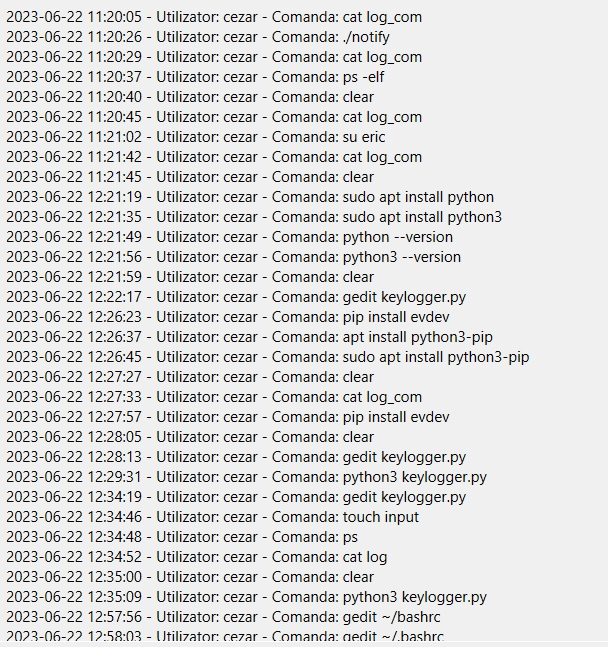 2023-06-22 11:20:05 - Utilizator: cezar - Comanda: cat log_com
2023-06-22 11:20:26 - Utilizator: cezar - Comanda: ./notify
2023-06-22 11:20:29 - Utilizator: cezar - Comanda: cat log_com
2023-06-22 11:20:37 - Utilizator: cezar - Comanda: ps -elf
2023-06-22 11:20:40 - Utilizator: cezar - Comanda: clear
2023-06-22 11:20:45 - Utilizator: cezar - Comanda: cat log_com
2023-06-22 11:21:02 - Utilizator: cezar - Comanda: su eric
2023-06-22 11:21:42 - Utilizator: cezar - Comanda: cat log_com
2023-06-22 11:21:45 - Utilizator: cezar - Comanda: clear
2023-06-22 12:21:19 - Utilizator: cezar - Comanda: sudo apt install python
2023-06-22 12:21:35 - Utilizator: cezar - Comanda: sudo apt install python3
2023-06-22 12:21:49 - Utilizator: cezar - Comanda: python --version
2023-06-22 12:21:56 - Utilizator: cezar - Comanda: python3 --version
2023-06-22 12:21:59 - Utilizator: cezar - Comanda: clear
2023-06-22 12:22:17 - Utilizator: cezar - Comanda: gedit keylogger.py
2023-06-22 12:26:23 - Utilizator: cezar - Comanda: pip install evdev
2023-06-22 12:26:37 - Utilizator: cezar - Comanda: apt install python3-pip
2023-06-22 12:26:45 - Utilizator: cezar - Comanda: sudo apt install python3-pip
2023-06-22 12:27:27 - Utilizator: cezar - Comanda: clear
2023-06-22 12:27:33 - Utilizator: cezar - Comanda: cat log_com
2023-06-22 12:27:57 - Utilizator: cezar - Comanda: pip install evdev
2023-06-22 12:28:05 - Utilizator: cezar - Comanda: clear
2023-06-22 12:28:13 - Utilizator: cezar - Comanda: gedit keylogger.py
2023-06-22 12:29:31 - Utilizator: cezar - Comanda: python3 keylogger.py
2023-06-22 12:34:19 - Utilizator: cezar - Comanda: gedit keylogger.py
2023-06-22 12:34:46 - Utilizator: cezar - Comanda: touch input
2023-06-22 12:34:48 - Utilizator: cezar - Comanda: ps
2023-06-22 12:34:52 - Utilizator: cezar - Comanda: cat log
2023-06-22 12:35:00 - Utilizator: cezar - Comanda: clear
2023-06-22 12:35:09 - Utilizator: cezar - Comanda: python3 keylogger.py
2023-06-22 12:57:56 - Utilizator: cezar - Comanda: gedit ~/bashrc
2023-06-22 12:58:03 - Utilizator: cezar - Comanda: gedit ~/.bashrc